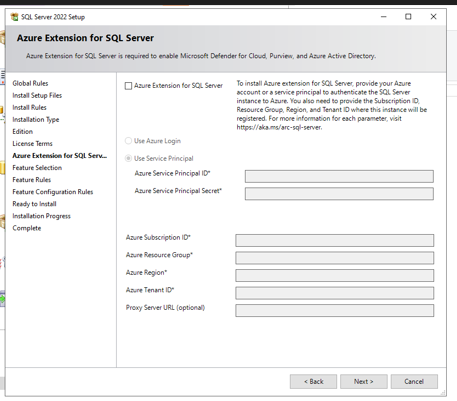 SQL Server 2022 Setup
Azure Extension for SQL Server
Azure Extension for SQL Server is required to enable Microsoft Defender for Cloud, Purview, and Azure Active Directory.
Global Rules
Install Setup Files
Install Rules
Installation Type
Edition
License Terms
Azure Extension for SQL Serv...
Feature Selection
Feature Rules
Feature Configuration Rules
Ready to Install
Installation Progress
Complete
Azure Extension for SQL Server
To install Azure extension for SQL Server, provide your Azure
account or a service principal to authenticate the SQL Server
instance to Azure. You also need to provide the Subscription ID,
Resource Group, Region, and Tenant ID where this instance will be
registered. For more information for each parameter, visit
https://aka.ms/arc-sql-server.
Use Azure Login
Use Service Principal
Azure Service Principal ID*
Azure Service Principal Secret*
Azure Subscription ID*
Azure Resource Group*
Azure Region*
Azure Tenant ID*
Proxy Server URL (optional)
< Back
Next >
Cancel